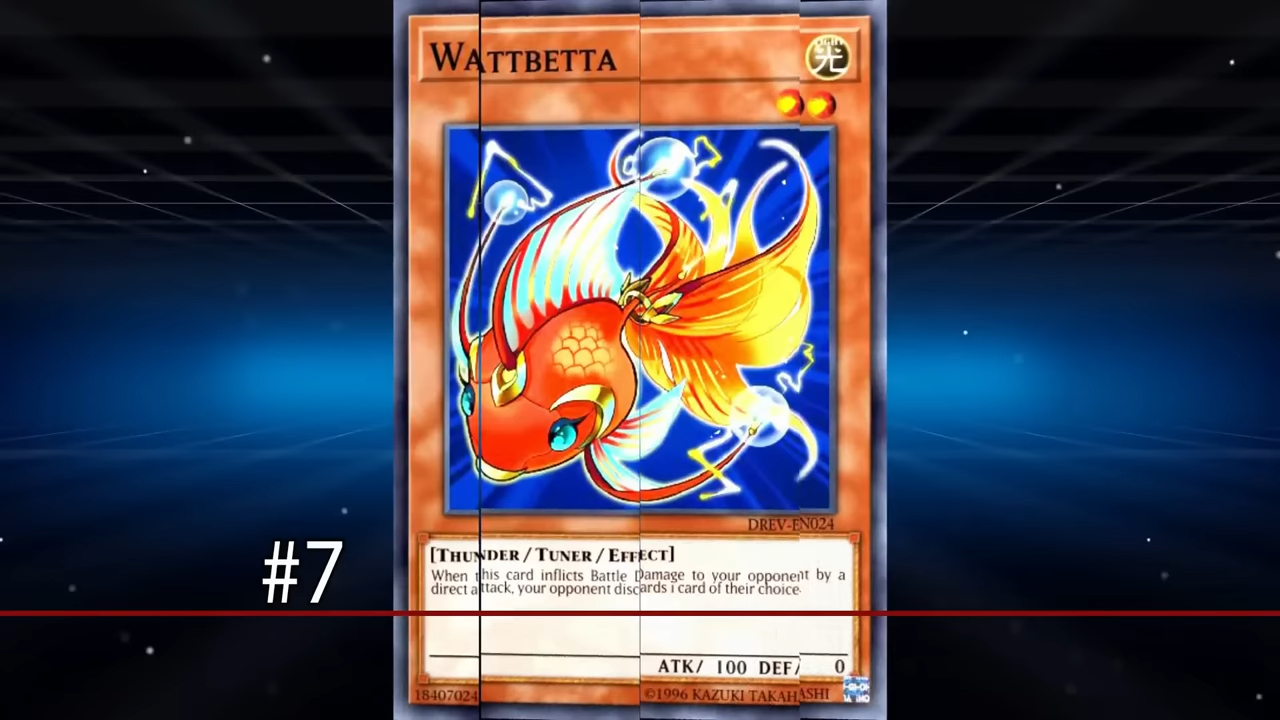 WATTBETTA
光
[THUNDER / TUNER / EFFECT]
When this card inflicts Battle Damage to your opponent by a
direct attack, your opponent discards 1 card of their choice.
ATK/ 100 DEF/ 0
DREV-EN024
18407024
©1996 KAZUKI TAKAHASHI
#7